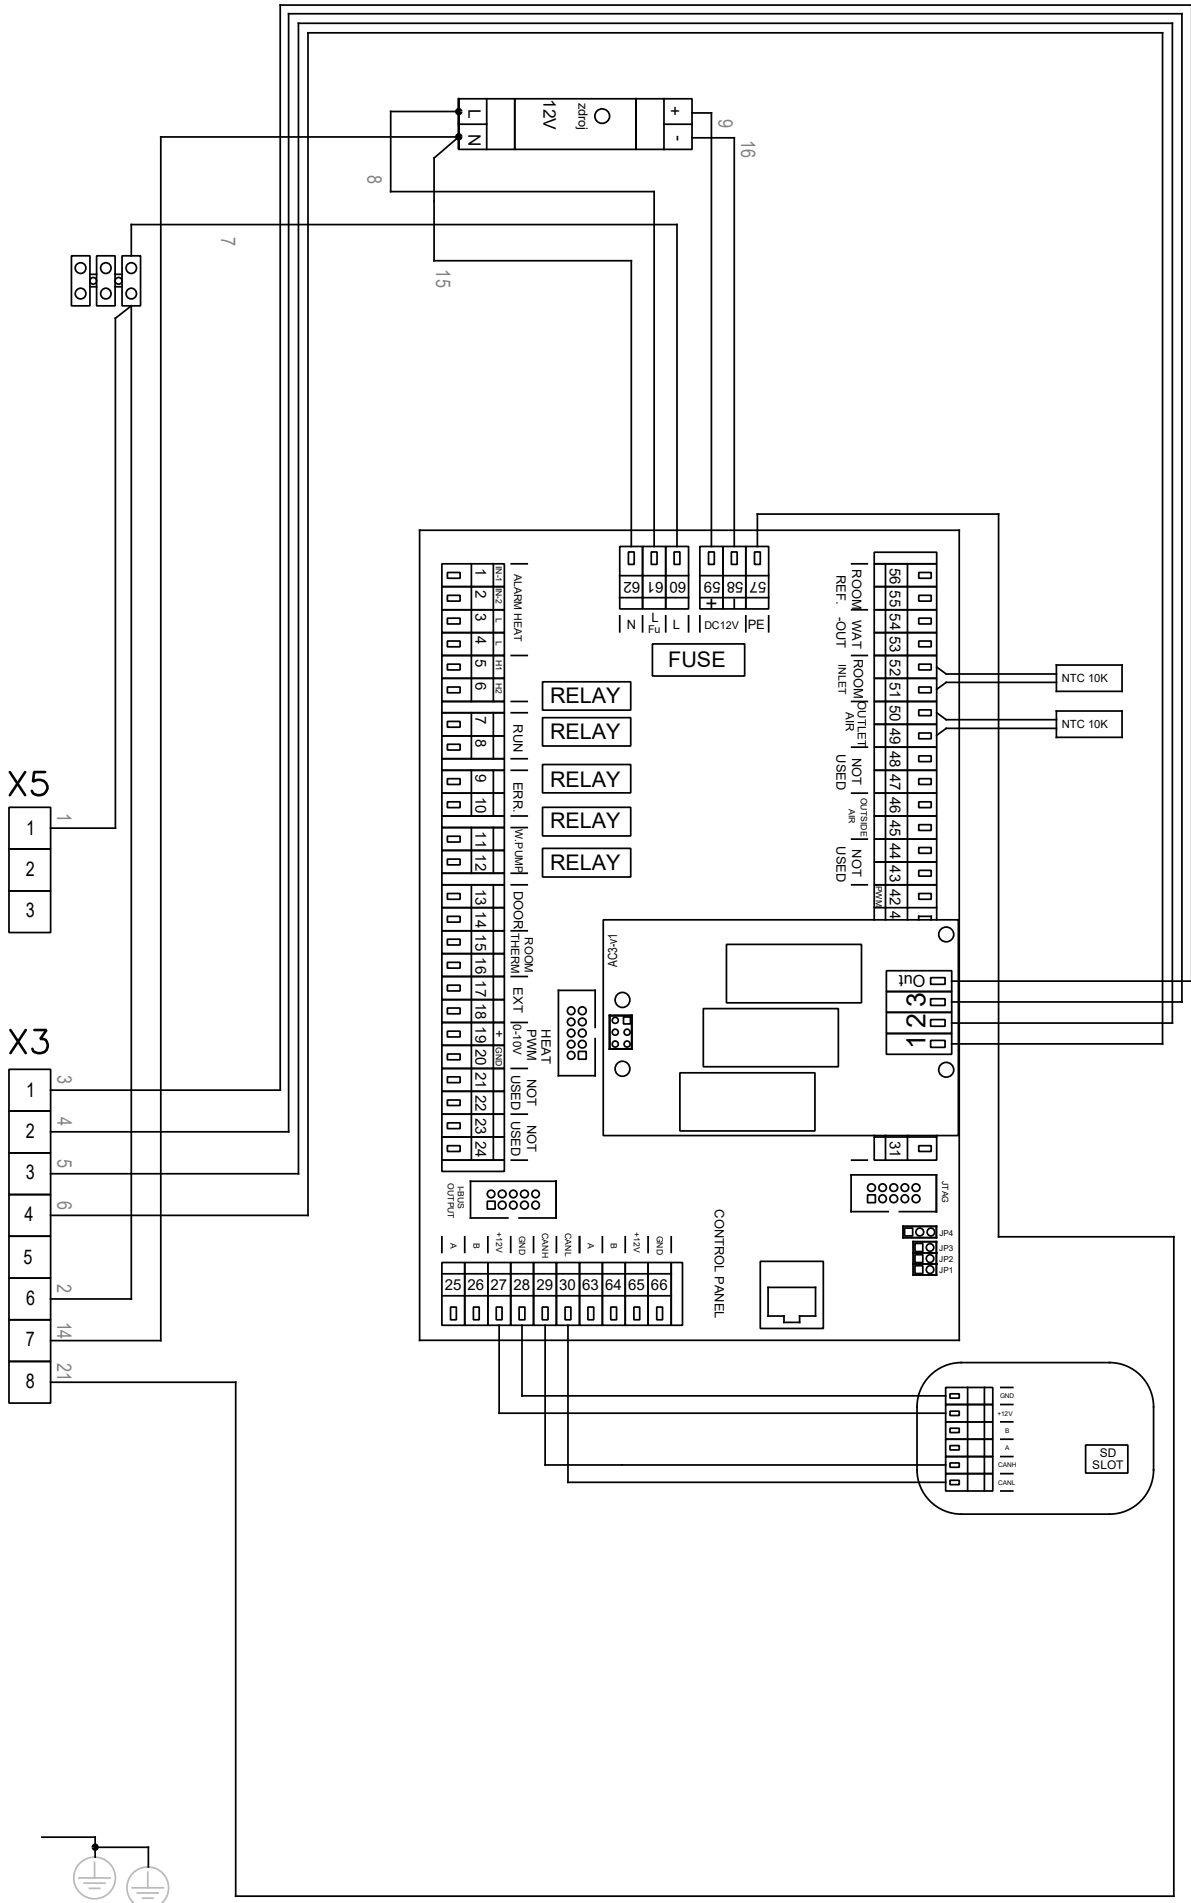 L
N
12V
zdroj
+
-
9
16
8
7
15
62
61
60
59
58
57
+
–
N
L
Fu
L
DC12V
PE
FUSE
RELAY
RELAY
RELAY
RELAY
RELAY
1 IN-1
2 IN-2
3 L
4 L
5 H1
6 H2
ALARM HEAT
7
8
RUN
9
10
ERR.
11
12
W.PUMP
13
14
DOOR
15
16
ROOM
THERM
17
18
EXT
19 +
20 GND
HEAT
PWM
0-10V
21
22
NOT
USED
23
24
NOT
USED
56
55
ROOM
REF.
54
53
WAT
-OUT
52
51
ROOM
INLET
50
49
OUTLET
AIR
48
47
NOT
USED
46
45
OUTSIDE
AIR
44
43
NOT
USED
42
PWM
4
31
NTC 10K
NTC 10K
AC3-v1
Out
3
2
1
X5
1
1
2
3
X3
1
3
2
4
3
5
4
6
5
6
2
7
14
8
21
I-BUS
OUTPUT
JTAG
JP4
JP3
JP2
JP1
CONTROL PANEL
A
B
+12V
GND
CANH
CANL
A
B
+12V
GND
25 26 27 28 29 30 63 64 65 66
GND
+12V
B
A
CANH
CANL
SD
SLOT